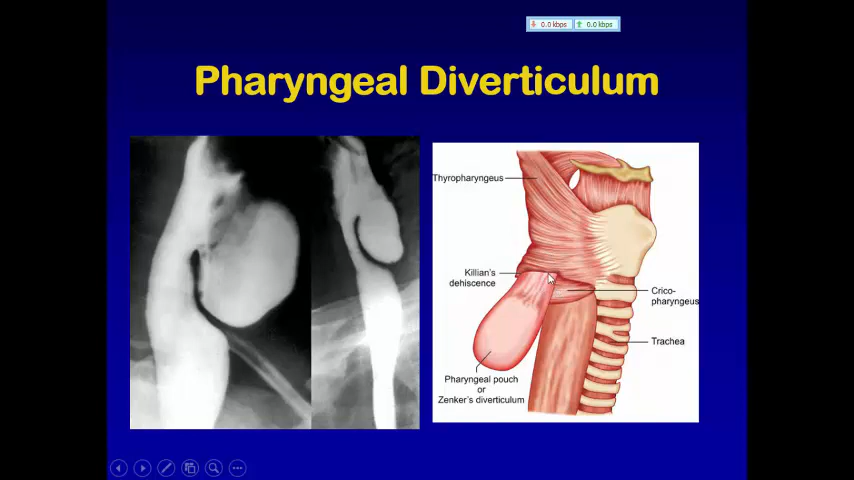 0.0 kbps 0.0 kbps
Pharyngeal Diverticulum
Thyropharyngeus
Killian's
dehiscence
Crico-
pharyngeus
Trachea
Pharyngeal pouch
or
Zenker's diverticulum